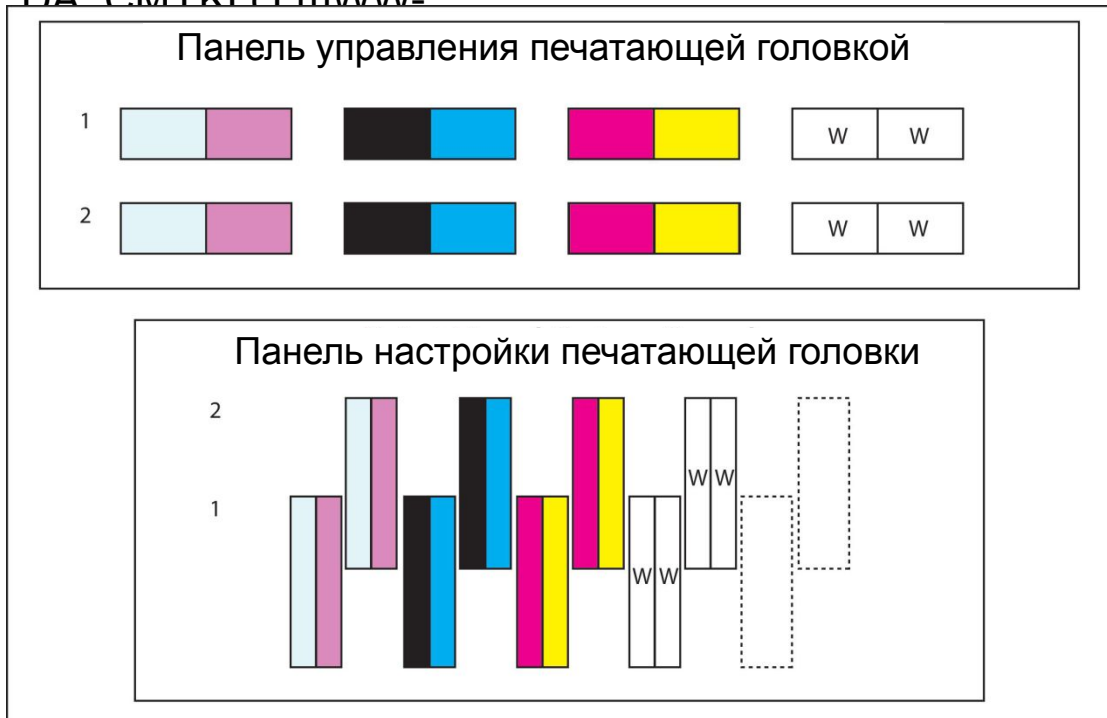 Панель управления печатающей головкой
1
W W
2
W W
Панель настройки печатающей головки
2
W W
1
W W